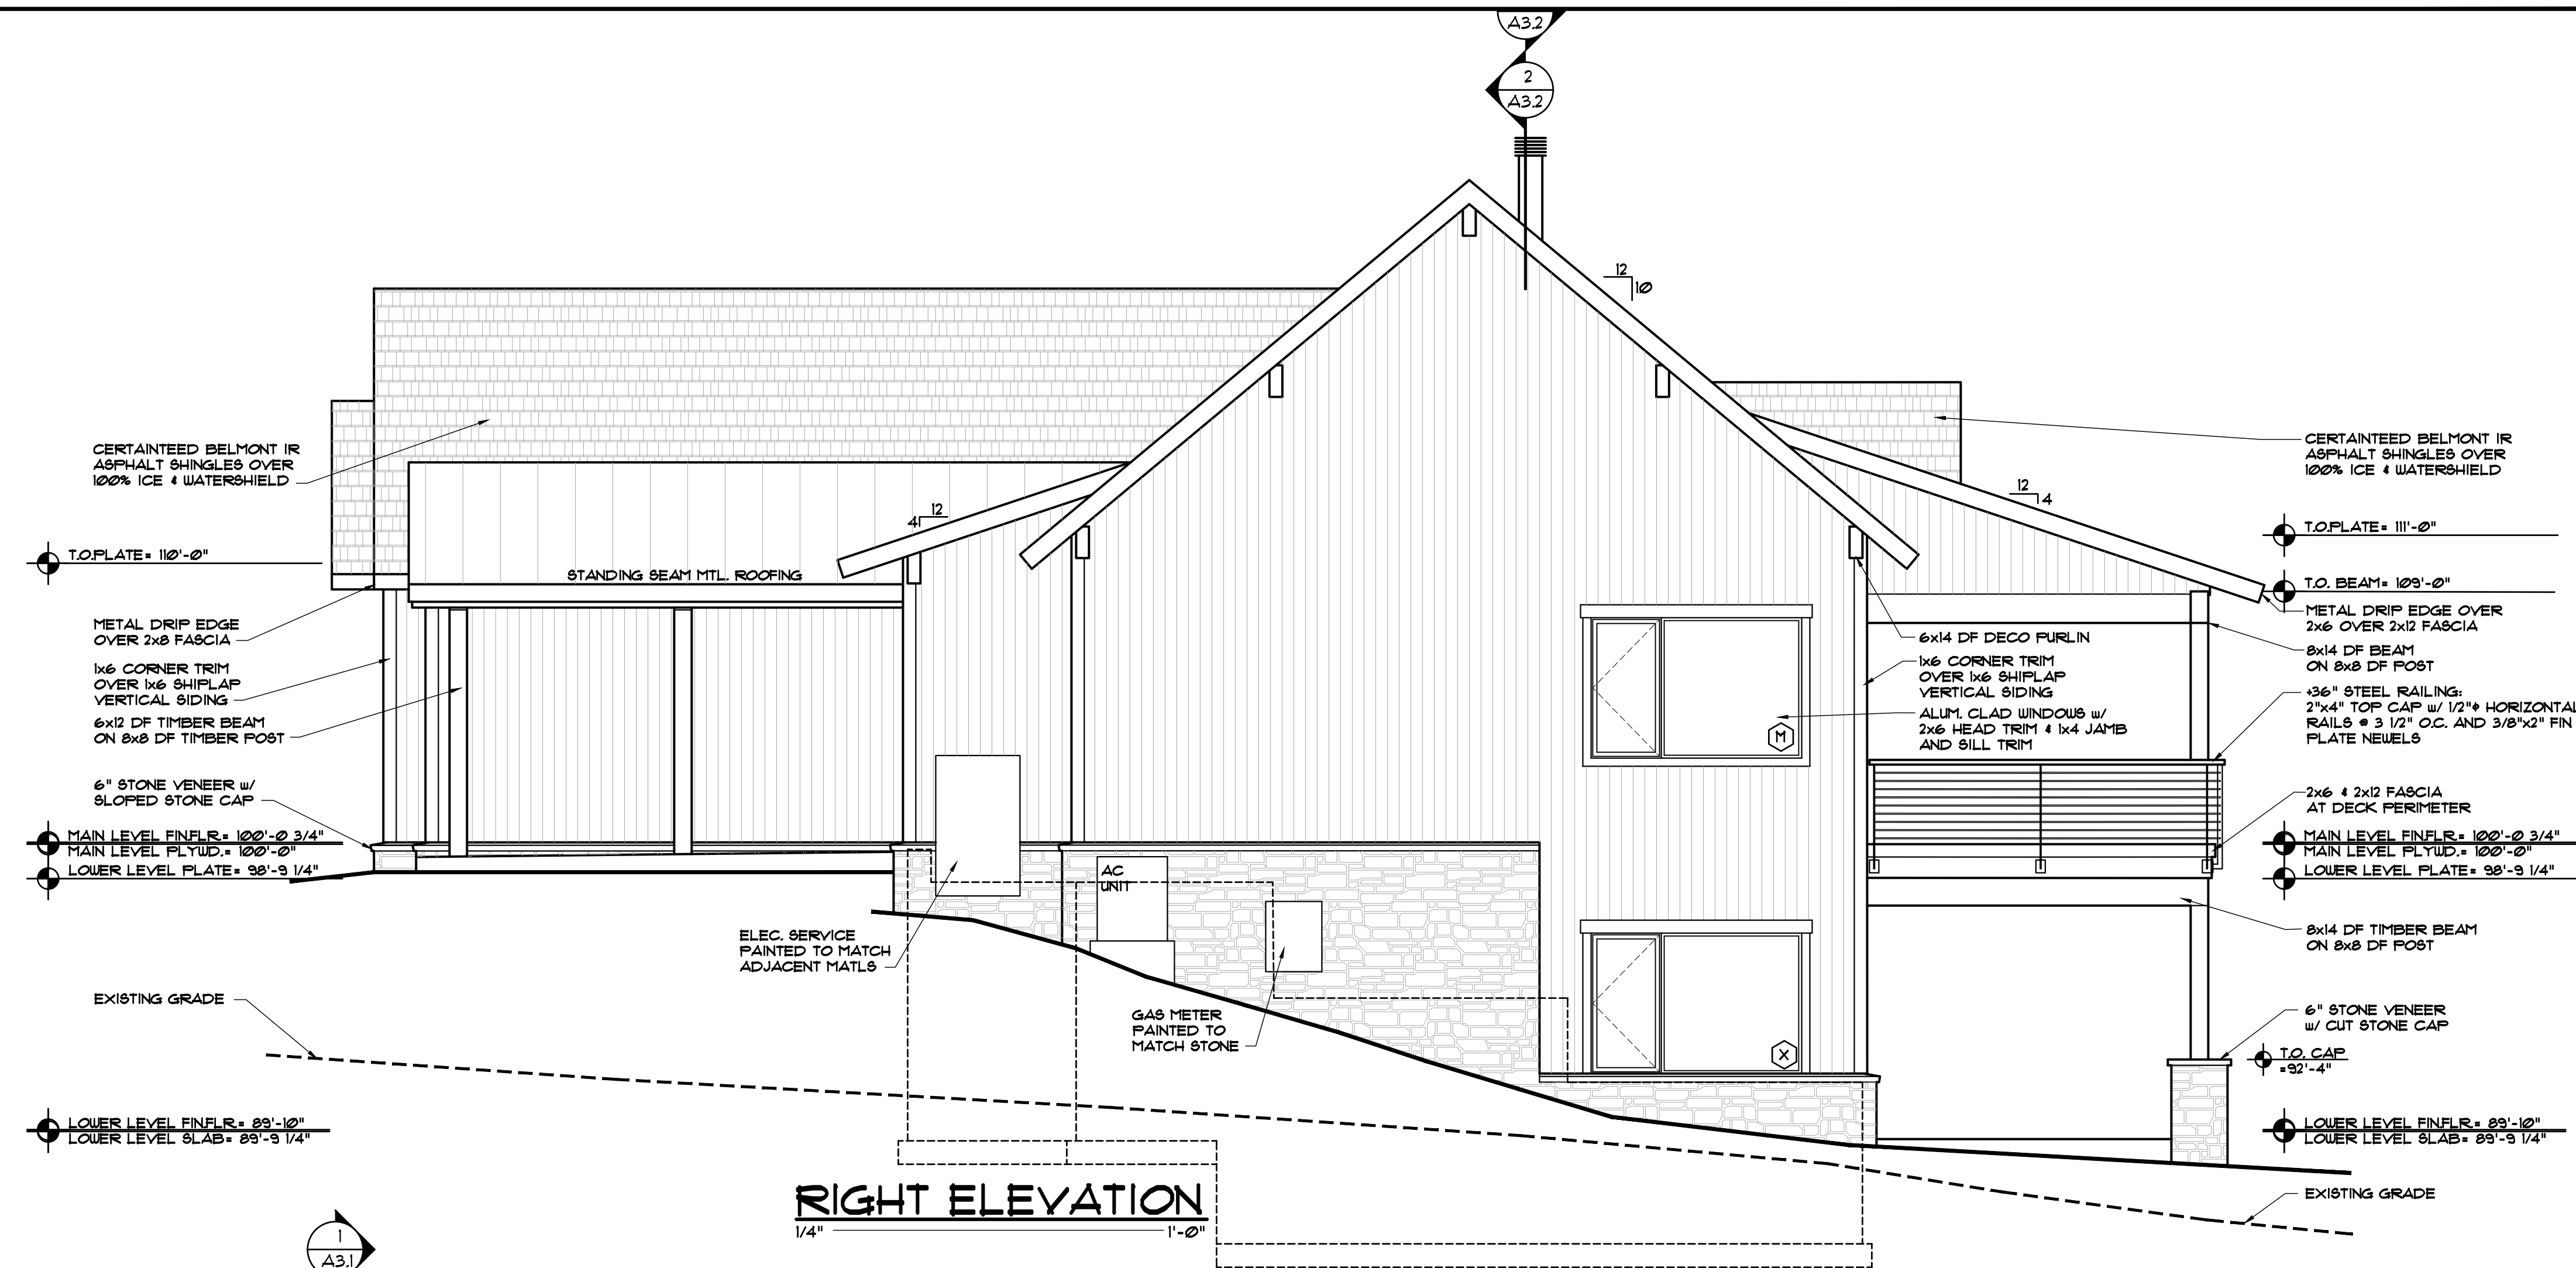 A3.2
2
A3.2
12
10
CERTAINTEED BELMONT IR
ASPHALT SHINGLES OVER
100% ICE & WATERSHIELD
T.O.PLATE= 110'-0"
METAL DRIP EDGE
OVER 2x8 FASCIA
1x6 CORNER TRIM
OVER 1x6 SHIPLAP
VERTICAL SIDING
6x12 DF TIMBER BEAM
ON 8x8 DF TIMBER POST
6" STONE VENEER w/
SLOPED STONE CAP
MAIN LEVEL FIN.FLR.= 100'-0 3/4"
MAIN LEVEL PLYWD.= 100'-0"
LOWER LEVEL PLATE= 98'-9 1/4"
EXISTING GRADE
LOWER LEVEL FIN.FLR.= 89'-10"
LOWER LEVEL SLAB= 89'-9 1/4"
1
A3.1
STANDING SEAM MTL. ROOFING
12
4
ELEC. SERVICE
PAINTED TO MATCH
ADJACENT MATLS
AC
UNIT
GAS METER
PAINTED TO
MATCH STONE
M
X
6x14 DF DECO PURLIN
1x6 CORNER TRIM
OVER 1x6 SHIPLAP
VERTICAL SIDING
ALUM. CLAD WINDOWS w/
2x6 HEAD TRIM & 1x4 JAMB
AND SILL TRIM
12
4
CERTAINTEED BELMONT IR
ASPHALT SHINGLES OVER
100% ICE & WATERSHIELD
T.O.PLATE= 111'-0"
T.O. BEAM= 109'-0"
METAL DRIP EDGE OVER
2x6 OVER 2x12 FASCIA
8x14 DF BEAM
ON 8x8 DF POST
+36" STEEL RAILING:
2"x4" TOP CAP w/ 1/2"ϕ HORIZONTAL
RAILS @ 3 1/2" O.C. AND 3/8"x2" FIN
PLATE NEWELS
2x6 & 2x12 FASCIA
AT DECK PERIMETER
MAIN LEVEL FIN.FLR.= 100'-0 3/4"
MAIN LEVEL PLYWD.= 100'-0"
LOWER LEVEL PLATE= 98'-9 1/4"
8x14 DF TIMBER BEAM
ON 8x8 DF POST
6" STONE VENEER
w/ CUT STONE CAP
T.O. CAP
=92'-4"
LOWER LEVEL FIN.FLR.= 89'-10"
LOWER LEVEL SLAB= 89'-9 1/4"
EXISTING GRADE
RIGHT ELEVATION
1/4" 1'-0"